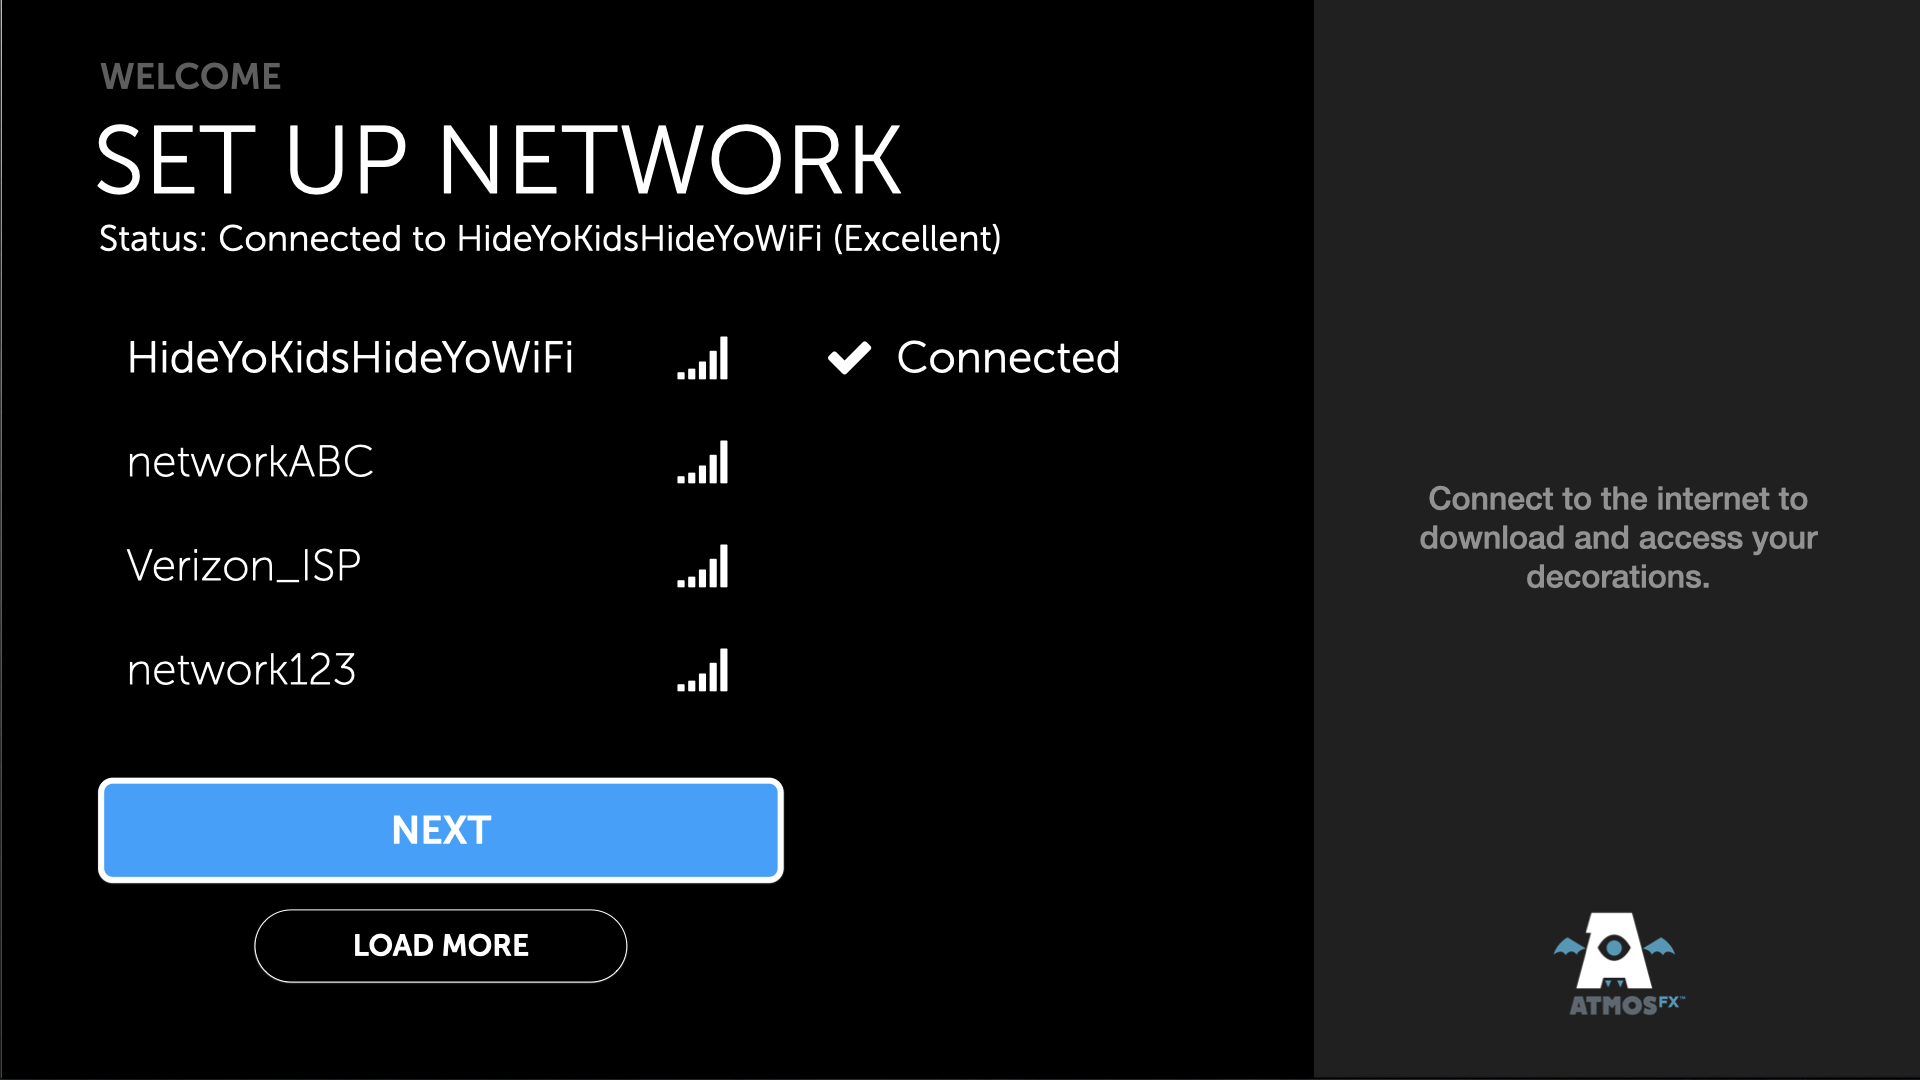 WELCOME
SET UP NETWORK
Status: Connected to HideYoKidsHideYoWiFi (Excellent)
HideYoKidsHideYoWiFi Connected
networkABC
Verizon_ISP
network123
NEXT
LOAD MORE
Connect to the internet to
download and access your
decorations.
ATMOSFX™